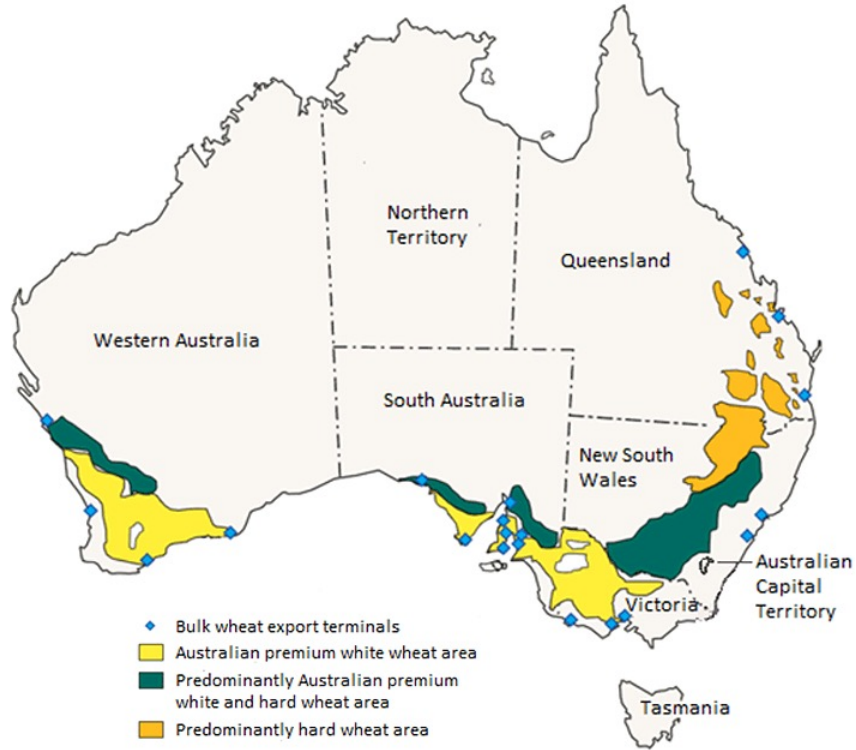 Northern
Territory
Queensland
Western Australia
South Australia
New South
Wales
Australian
Capital
Territory
Victoria
Bulk wheat export terminals
Australian premium white wheat area
Predominantly Australian premium
white and hard wheat area
Predominantly hard wheat area
Tasmania